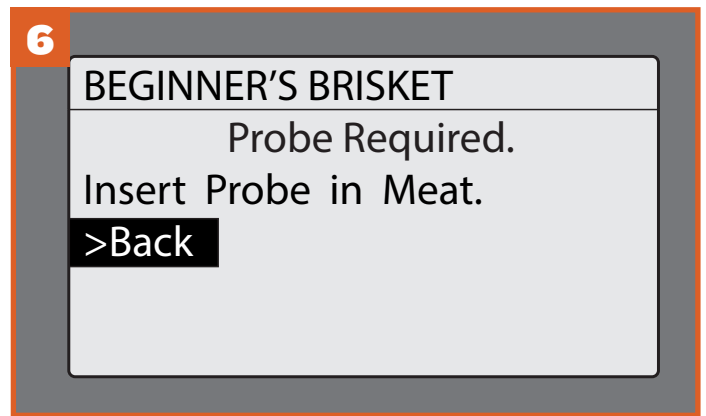 6
BEGINNER’S BRISKET
Probe Required.
Insert Probe in Meat.
>Back